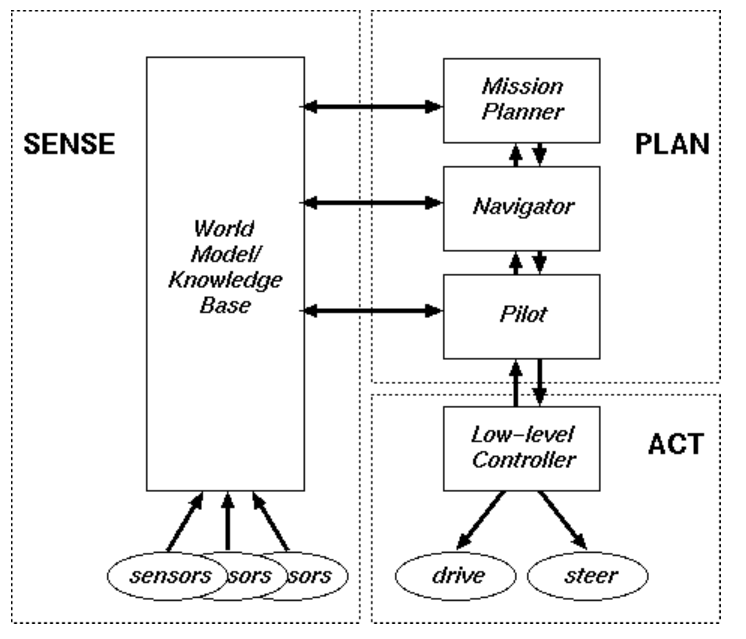 SENSE
World
Model/
Knowledge
Base
sensors
sors
sors
PLAN
Mission
Planner
Navigator
Pilot
ACT
Low-level
Controller
drive
steer